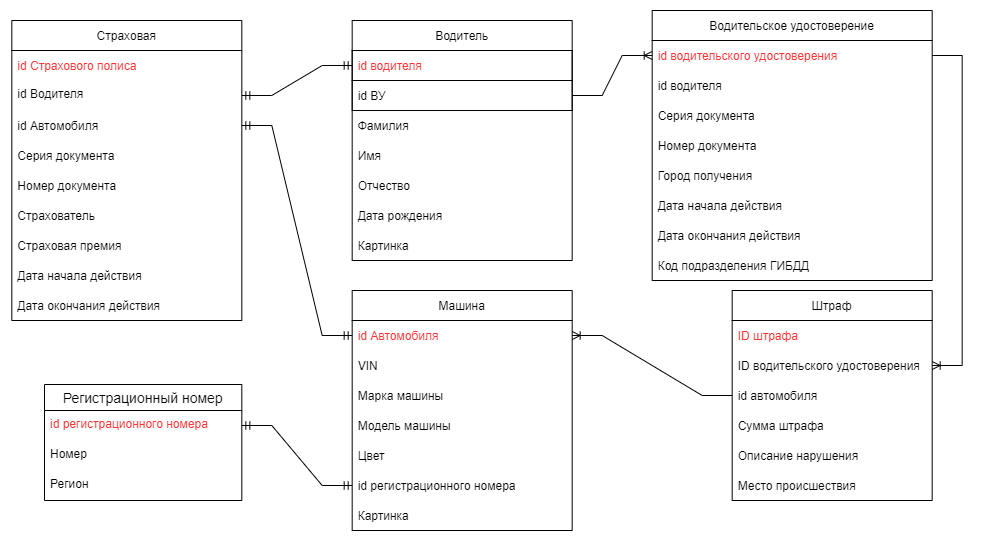 Страховая
id Страхового полиса
id Водителя
id Автомобиля
Серия документа
Номер документа
Страхователь
Страховая премия
Дата начала действия
Дата окончания действия
Водитель
id водителя
id ВУ
Фамилия
Имя
Отчество
Дата рождения
Картинка
Водительское удостоверение
id водительского удостоверения
id водителя
Серия документа
Номер документа
Город получения
Дата начала действия
Дата окончания действия
Код подразделения ГИБДД
Регистрационный номер
id регистрационного номера
Номер
Регион
Машина
id Автомобиля
VIN
Марка машины
Модель машины
Цвет
id регистрационного номера
Картинка
Штраф
ID штрафа
ID водительского удостоверения
id автомобиля
Сумма штрафа
Описание нарушения
Место происшествия